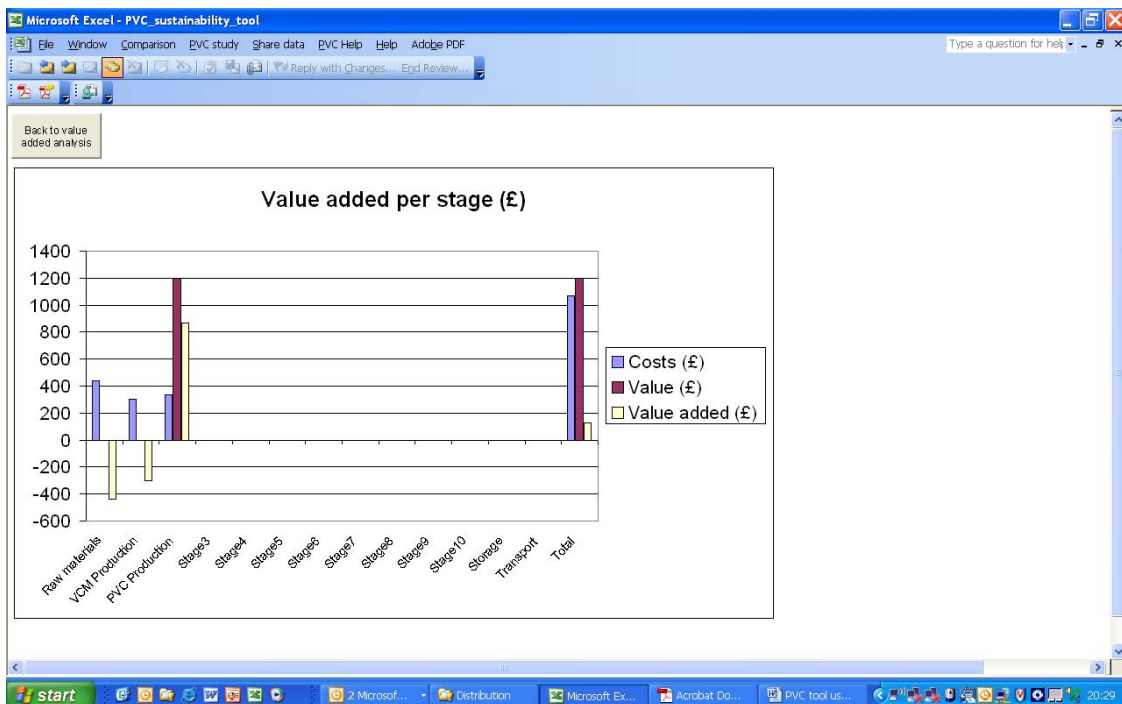 Microsoft Excel - PVC_sustainability_tool
File Window Comparison PVC study Share data PVC Help Help Adobe PDF
Type a question for help
Reply with Changes... End Review...
Back to value
added analysis
Value added per stage (£)
1400
1200
1000
800
600
400
200
0
-200
-400
-600
Raw materials
VCM Production
PVC Production
Stage3
Stage4
Stage5
Stage6
Stage7
Stage8
Stage9
Stage10
Storage
Transport
Total
Costs (£)
Value (£)
Value added (£)
start
2 Microsof...
Distribution
Microsoft Ex...
Acrobat Do...
PVC tool us...
20:29